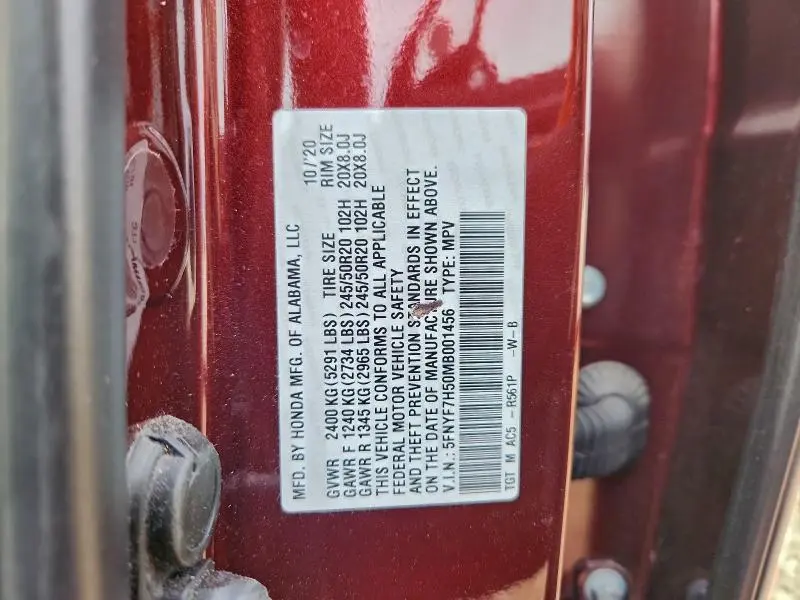 MFD. BY HONDA MFG. OF ALABAMA, LLC 10/'20
GVWR 2400 KG (5291 LBS) TIRE SIZE RIM SIZE
GAWR F 1240 KG (2734 LBS) 245/50R20 102H 20X8.0J
GAWR R 1345 KG (2965 LBS) 245/50R20 102H 20X8.0J
THIS VEHICLE CONFORMS TO ALL APPLICABLE
FEDERAL MOTOR VEHICLE SAFETY
AND THEFT PREVENTION STANDARDS IN EFFECT
ON THE DATE OF MANUFACTURE SHOWN ABOVE.
V.I.N.: 5FNYF7H50MB001456 TYPE: MPV
TGT M AC5 - R561P -W-B